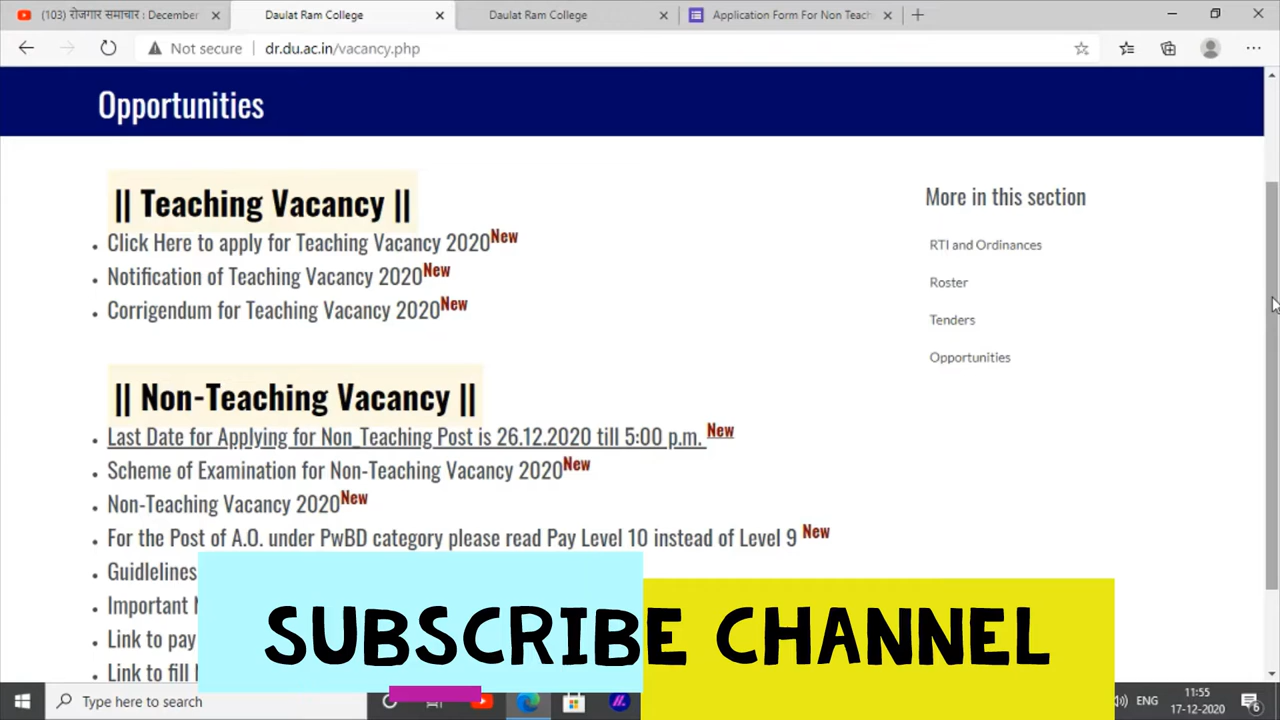 (103) रोजगार समाचार : December
Daulat Ram College
Daulat Ram College
Application Form For Non Teach
Not secure
dr.du.ac.in/vacancy.php
Opportunities
|| Teaching Vacancy ||
Click Here to apply for Teaching Vacancy 2020New
Notification of Teaching Vacancy 2020New
Corrigendum for Teaching Vacancy 2020New
More in this section
RTI and Ordinances
Roster
Tenders
Opportunities
|| Non-Teaching Vacancy ||
Last Date for Applying for Non_Teaching Post is 26.12.2020 till 5:00 p.m. New
Scheme of Examination for Non-Teaching Vacancy 2020New
Non-Teaching Vacancy 2020New
For the Post of A.O. under PwBD category please read Pay Level 10 instead of Level 9 New
Guidlelines
Important
Link to pay
Link to fill
SUBSCRIBE CHANNEL
Type here to search
ENG
11:55
17-12-2020
6